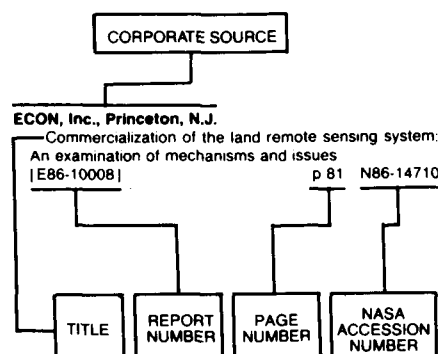 CORPORATE SOURCE
ECON, Inc., Princeton, N.J.
Commercialization of the land remote sensing system:
An examination of mechanisms and issues
|E86-10008| p 81 N86-14710
TITLE
REPORT
NUMBER
PAGE
NUMBER
NASA
ACCESSION
NUMBER